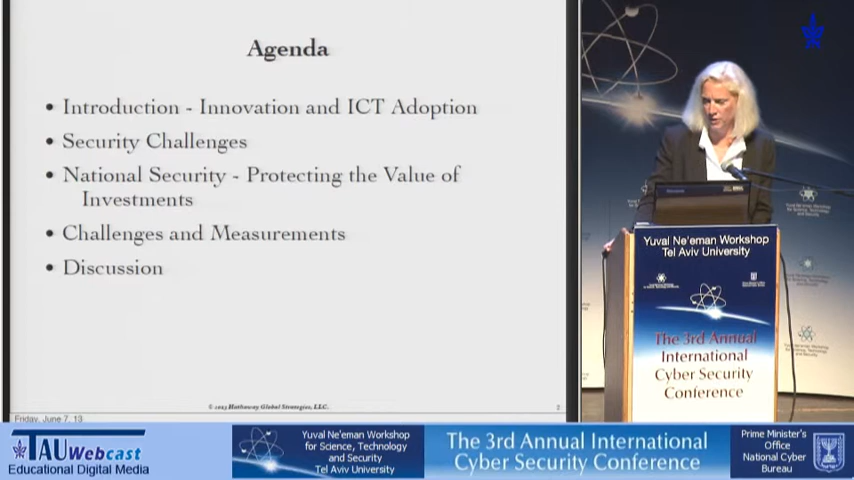 Agenda
• Introduction - Innovation and ICT Adoption
• Security Challenges
• National Security - Protecting the Value of
Investments
• Challenges and Measurements
• Discussion
© 2013 Hathaway Global Strategies, LLC.
2
Friday, June 7, 13
Yuval Ne'eman Workshop
Tel Aviv University
The 3rd Annual
International
Cyber Security
Conference
TAU Webcast
Educational Digital Media
Yuval Ne'eman Workshop
for Science, Technology
and Security
Tel Aviv University
The 3rd Annual International
Cyber Security Conference
Prime Minister's
Office
National Cyber
Bureau